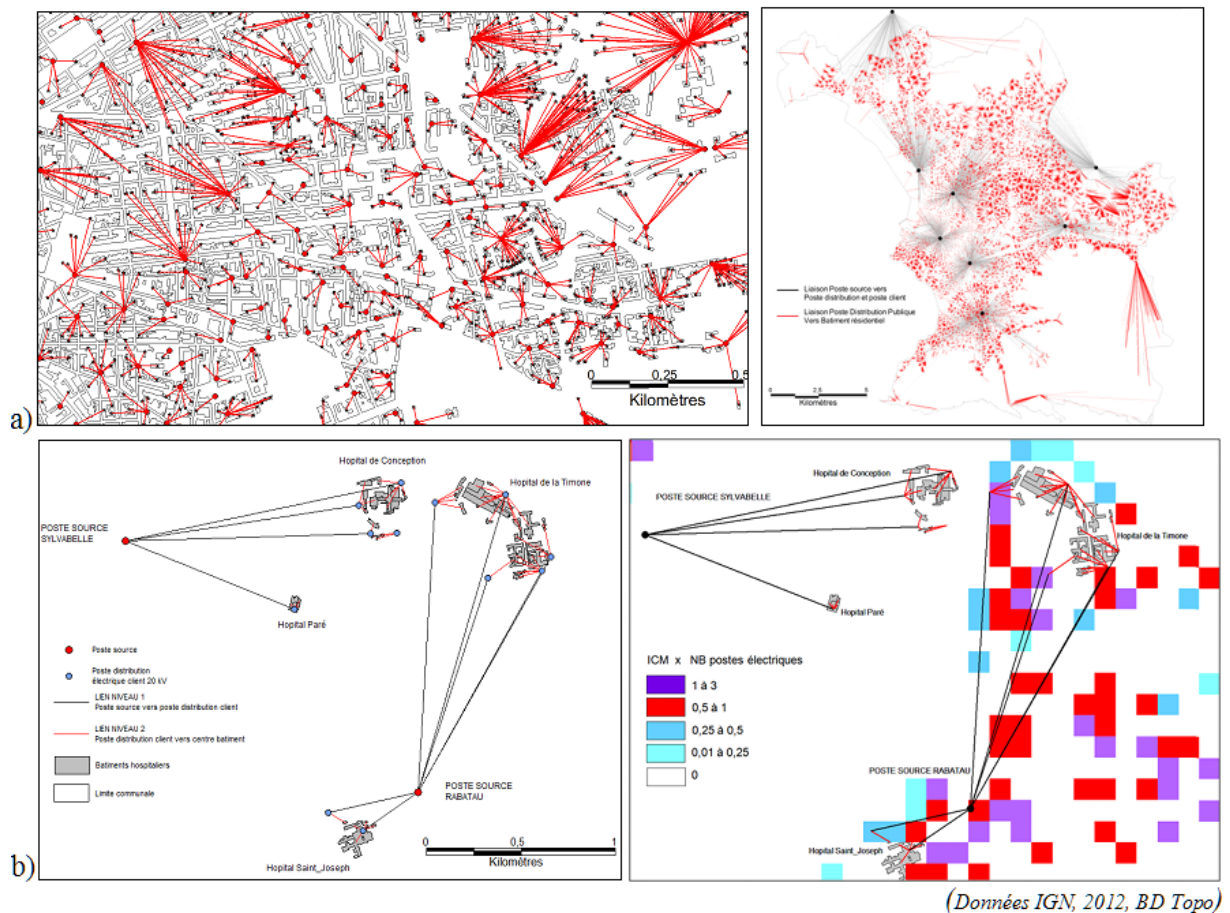 0
0,25
0,5
Kilomètres
Liaison Poste source vers
Poste distribution et poste client
Liaison Poste Distribution Publique
Vers Batiment résidentiel
0
2,5
5
Kilomètres
a)
Hopital de Conception
Hopital de la Timone
POSTE SOURCE
SYLVABELLE
Hopital Paré
Poste source
Poste distribution
électrique client 20 kV
LIEN NIVEAU 1
Poste source vers poste distribution client
LIEN NIVEAU 2
Poste distribution client vers centre batiment
Batiments hospitaliers
Limite communale
POSTE SOURCE
RABATAU
0
0,5
1
Kilomètres
Hopital Saint_Joseph
Hopital de Conception
POSTE SOURCE SYLVABELLE
Hopital de la Timone
Hopital Paré
ICM x NB postes électriques
1 à 3
0,5 à 1
0,25 à 0,5
0,01 à 0,25
0
POSTE SOURCE RABATAU
Hopital Saint_Joseph
b)
(Données IGN, 2012, BD Topo)